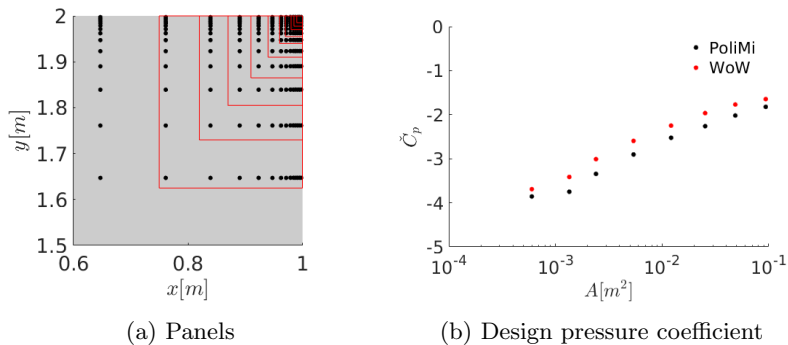 2
1.9
1.8
1.7
1.6
1.5
y[m]
0.6
0.8
1
x[m]
(a) Panels
0
-1
-2
-3
-4
-5
Č_p
PoliMi
WoW
10^-4
10^-3
10^-2
10^-1
A[m^2]
(b) Design pressure coefficient